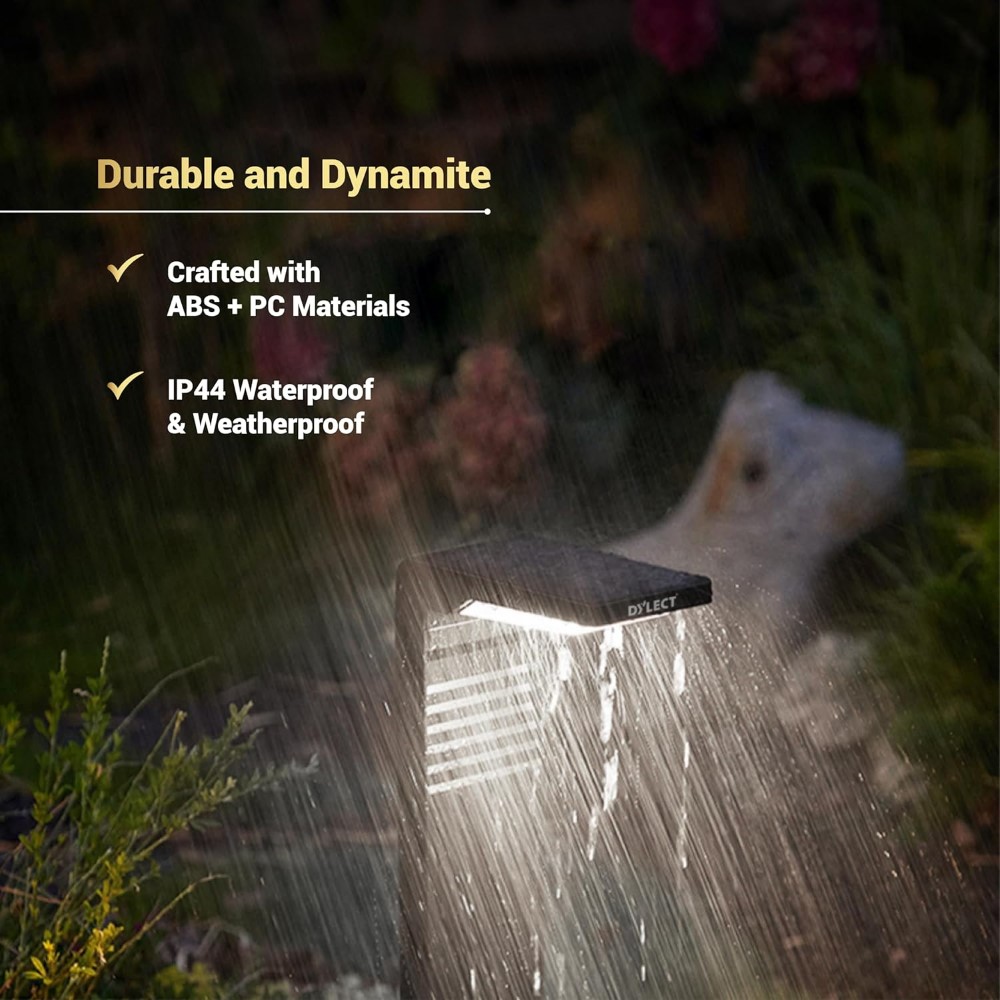 Durable and Dynamite
Crafted with
ABS + PC Materials
IP44 Waterproof
& Weatherproof
DYLECT